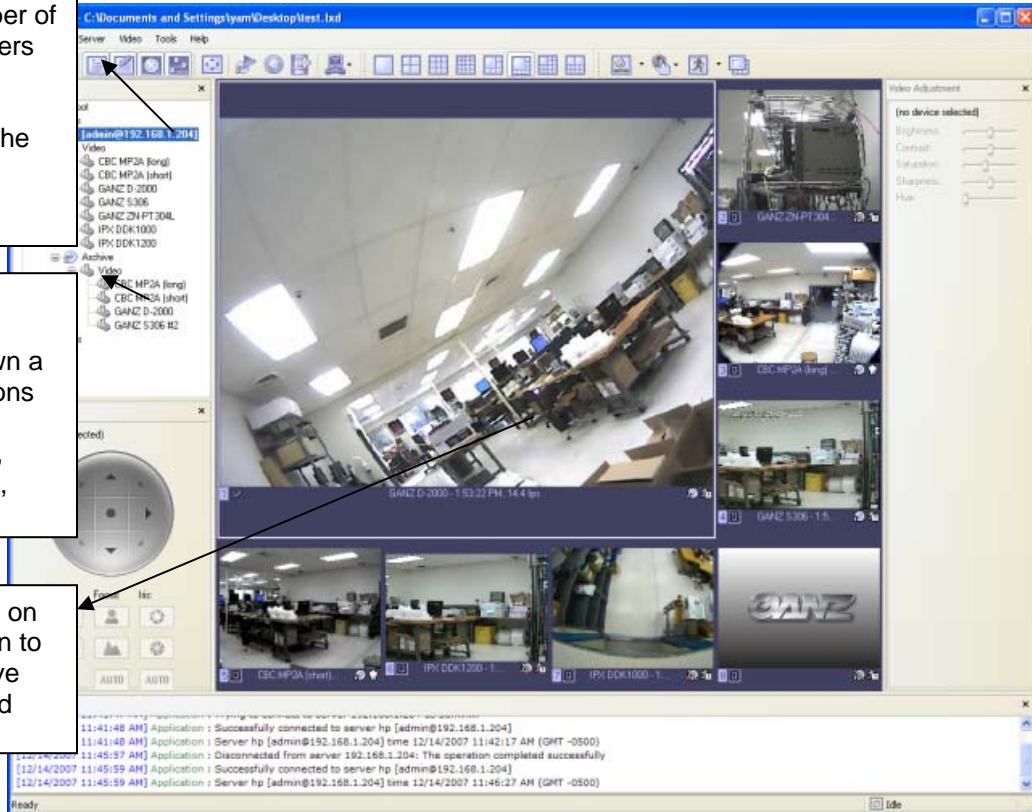 - C:\Documents and Settings\yam\Desktop\test.lxd
Server Video Tools Help
ber of
ers
the
wn a
ons
,
,
on
n to
ve
d
[admin@192.168.1.204]
Video
CBC MP2A (long)
CBC MP2A (short)
GANZ D-2000
GANZ S306
GANZ ZN-PT304L
IPX DDK1000
IPX DDK1200
Archive
Video
CBC MP2A (long)
CBC MP2A (short)
GANZ D-2000
GANZ S306 #2
ected)
Focus: Iris:
AUTO AUTO
1 GANZ D-2000 - 1:53:22 PM, 14.4 fps
2 GANZ ZN-PT304...
3 CBC MP2A (long) ...
4 GANZ S306 - 1:5...
5 CBC MP2A (short)...
6 IPX DDK1200 - 1:...
7 IPX DDK1000 - 1:...
8
GANZ
Video Adjustment
(no device selected)
Brightness:
Contrast:
Saturation:
Sharpness:
Hue:
11:41:48 AM] Application : Successfully connected to server hp [admin@192.168.1.204]
11:41:48 AM] Application : Server hp [admin@192.168.1.204] time 12/14/2007 11:42:17 AM (GMT -0500)
[12/14/2007 11:45:57 AM] Application : Disconnected from server 192.168.1.204: The operation completed successfully
[12/14/2007 11:45:59 AM] Application : Successfully connected to server hp [admin@192.168.1.204]
[12/14/2007 11:45:59 AM] Application : Server hp [admin@192.168.1.204] time 12/14/2007 11:46:27 AM (GMT -0500)
Ready
Idle